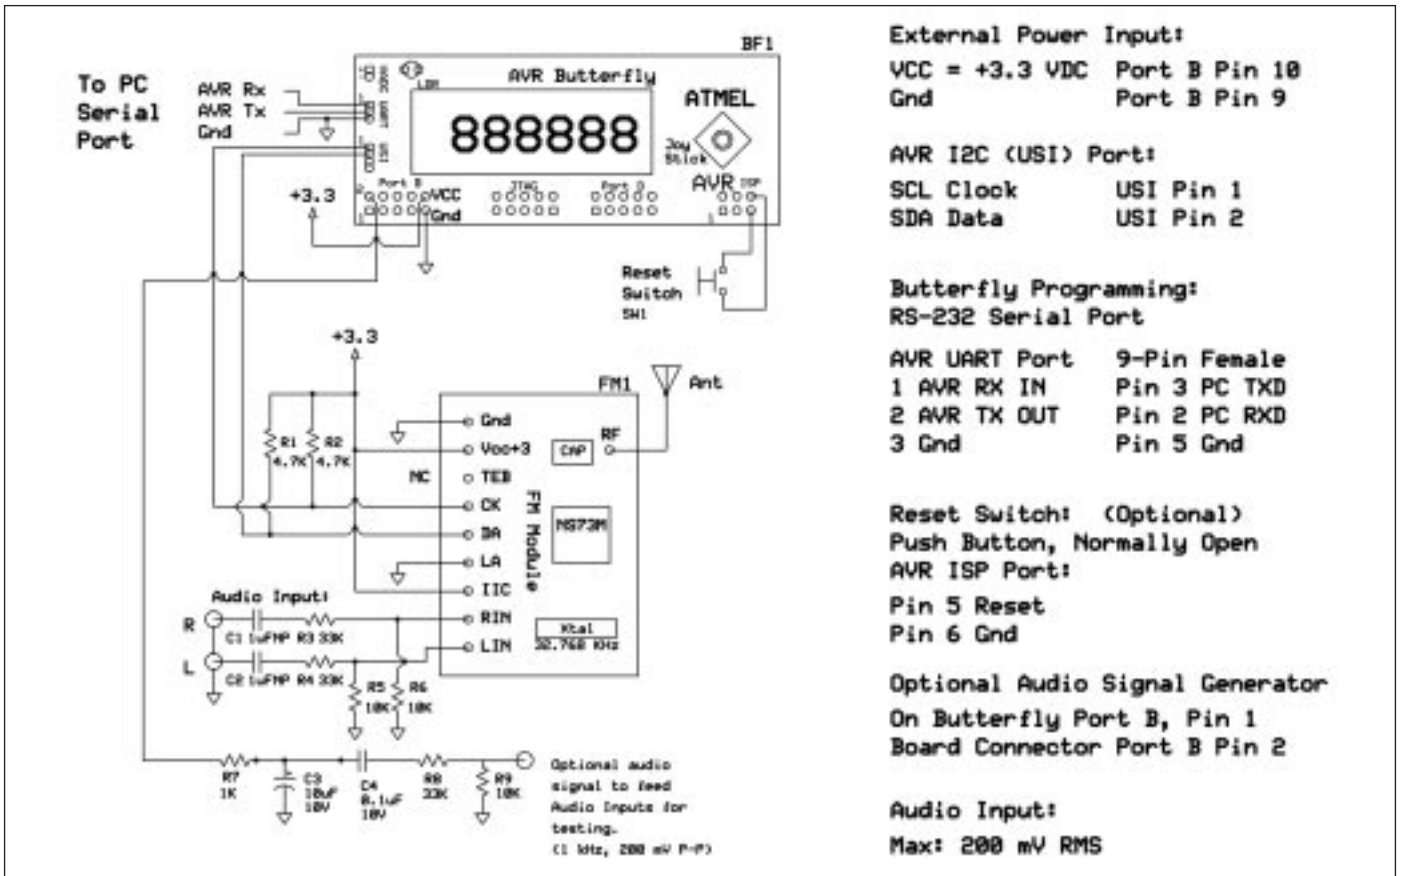 BF1
To PC
Serial
Port
AVR Rx
AVR Tx
Gnd
LDR
AVR Butterfly
ATMEL
888888
Joy
Stick
UART
USI
Port B
VCC
Gnd
JTAG
Port D
AVR ISP
+3.3
Reset
Switch
SW1
+3.3
FM1
Ant
Gnd
Vcc+3
TEB
CK
DA
LA
IIC
RIN
LIN
NC
RF
CAP
FM Module
NS73M
Xtal
32.768 KHz
R1
4.7K
R2
4.7K
Audio Input:
R
C1 1uFNP R3 33K
L
C2 1uFNP R4 33K
R5
10K
R6
10K
R7
1K
C3
10uF
10V
C4
0.1uF
10V
R8
33K
R9
10K
Optional audio
signal to feed
Audio Inputs for
testing.
(1 kHz, 200 mV P-P)
External Power Input:
VCC = +3.3 VDC Port B Pin 10
Gnd Port B Pin 9
AVR I2C (USI) Port:
SCL Clock USI Pin 1
SDA Data USI Pin 2
Butterfly Programming:
RS-232 Serial Port
AVR UART Port 9-Pin Female
1 AVR RX IN Pin 3 PC TXD
2 AVR TX OUT Pin 2 PC RXD
3 Gnd Pin 5 Gnd
Reset Switch: (Optional)
Push Button, Normally Open
AVR ISP Port:
Pin 5 Reset
Pin 6 Gnd
Optional Audio Signal Generator
On Butterfly Port B, Pin 1
Board Connector Port B Pin 2
Audio Input:
Max: 200 mV RMS